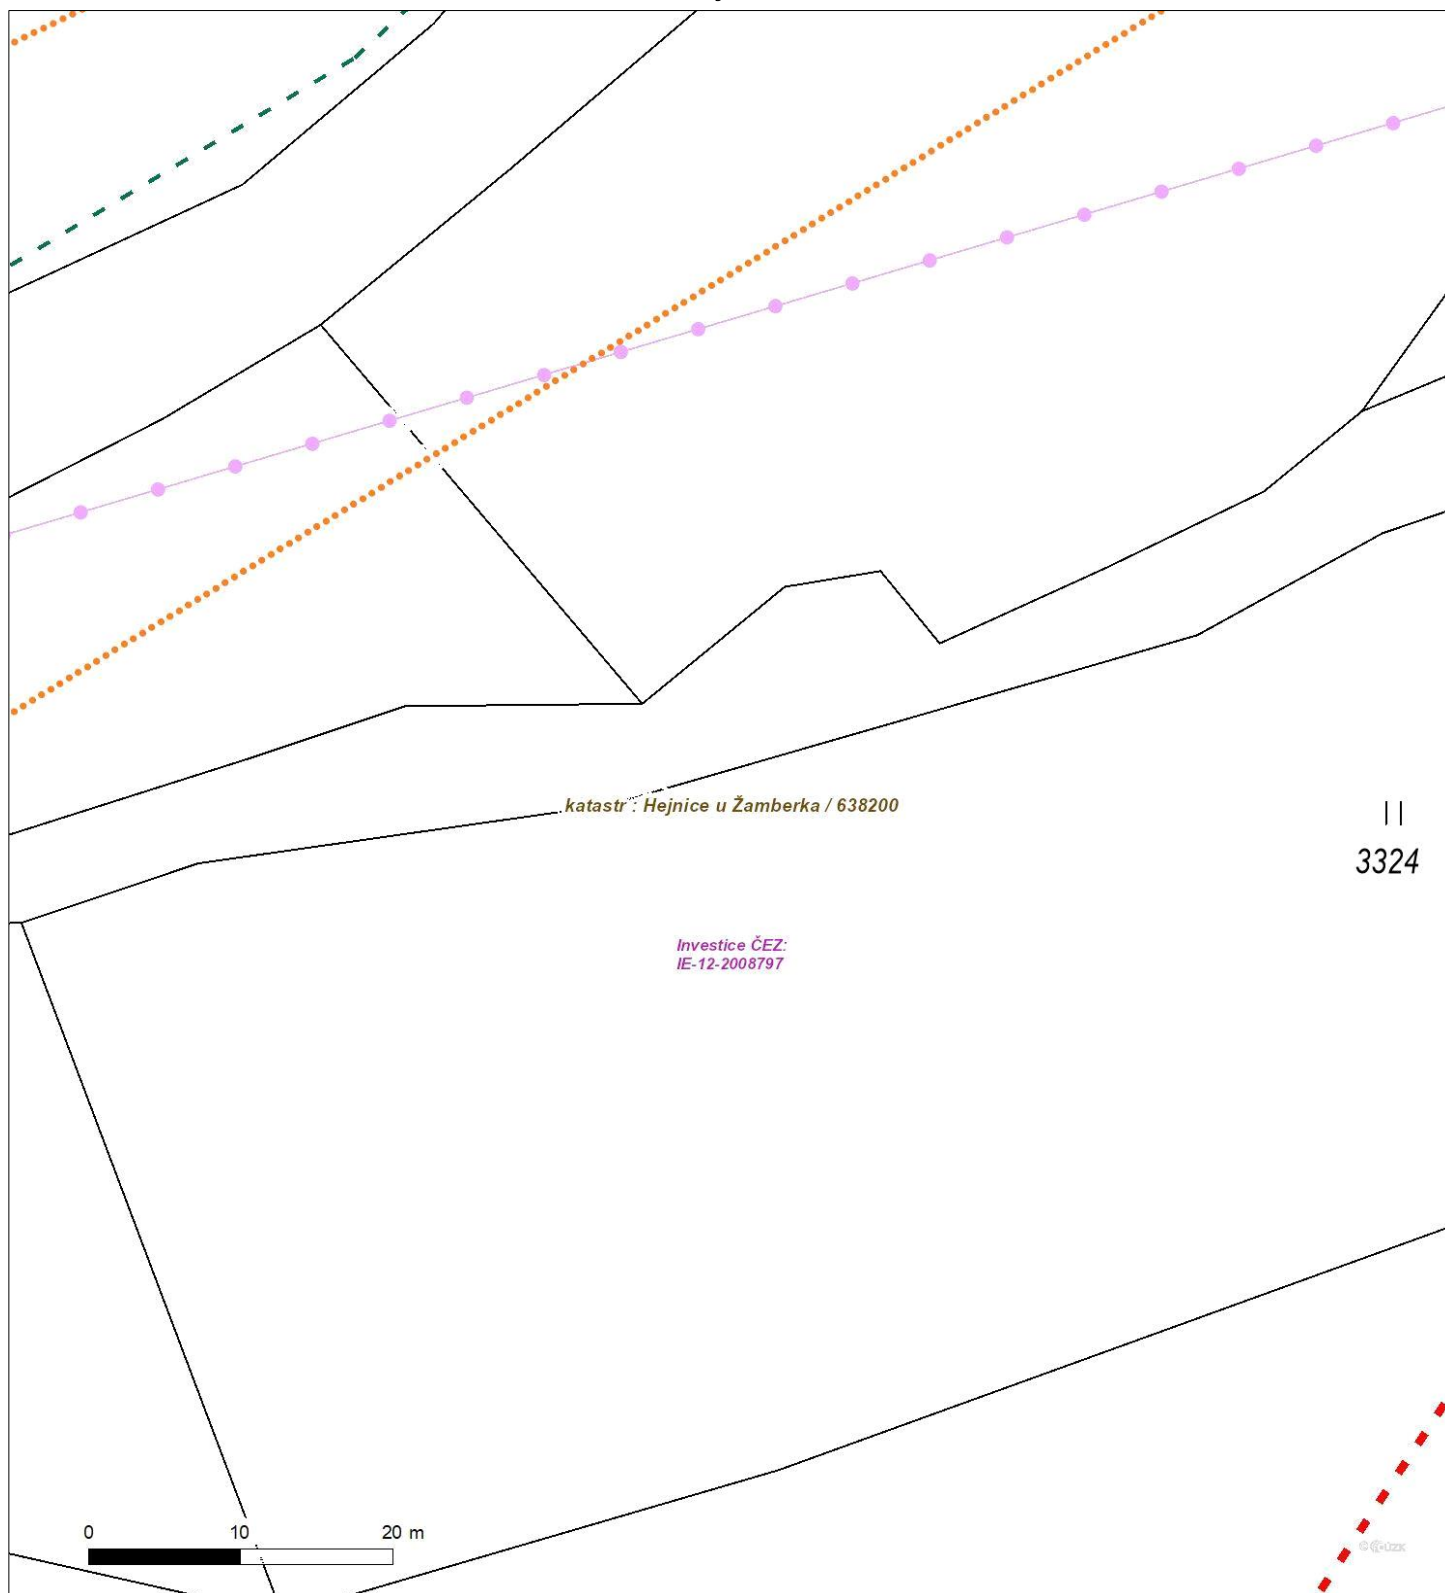 katastr : Hejnice u Žamberka / 638200
3324
Investice ČEZ:
IE-12-2008797
0 10 20 m